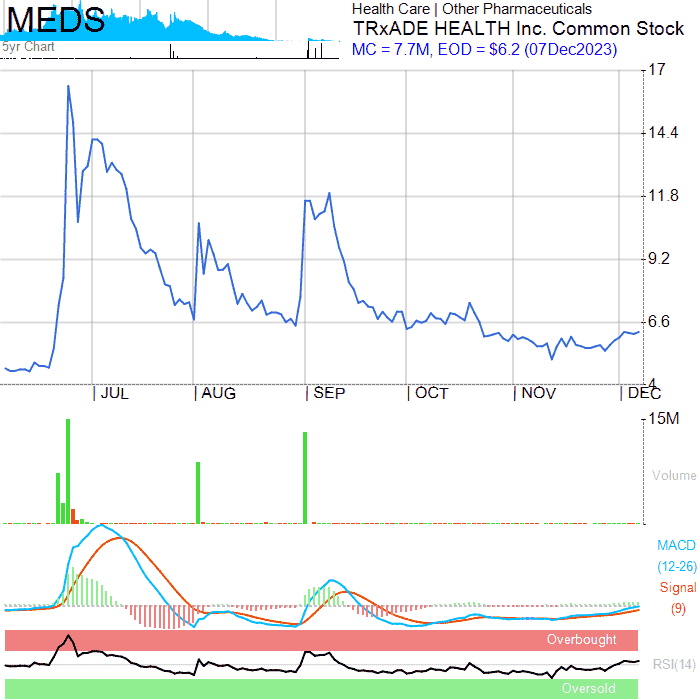 MEDS
5yr Chart
Health Care | Other Pharmaceuticals
TRxADE HEALTH Inc. Common Stock
MC = 7.7M, EOD = $6.2 (07Dec2023)
17
14.4
11.8
9.2
6.6
4
JUL AUG SEP OCT NOV DEC
15M
Volume
MACD
(12-26)
Signal
(9)
Overbought
RSI(14)
Oversold